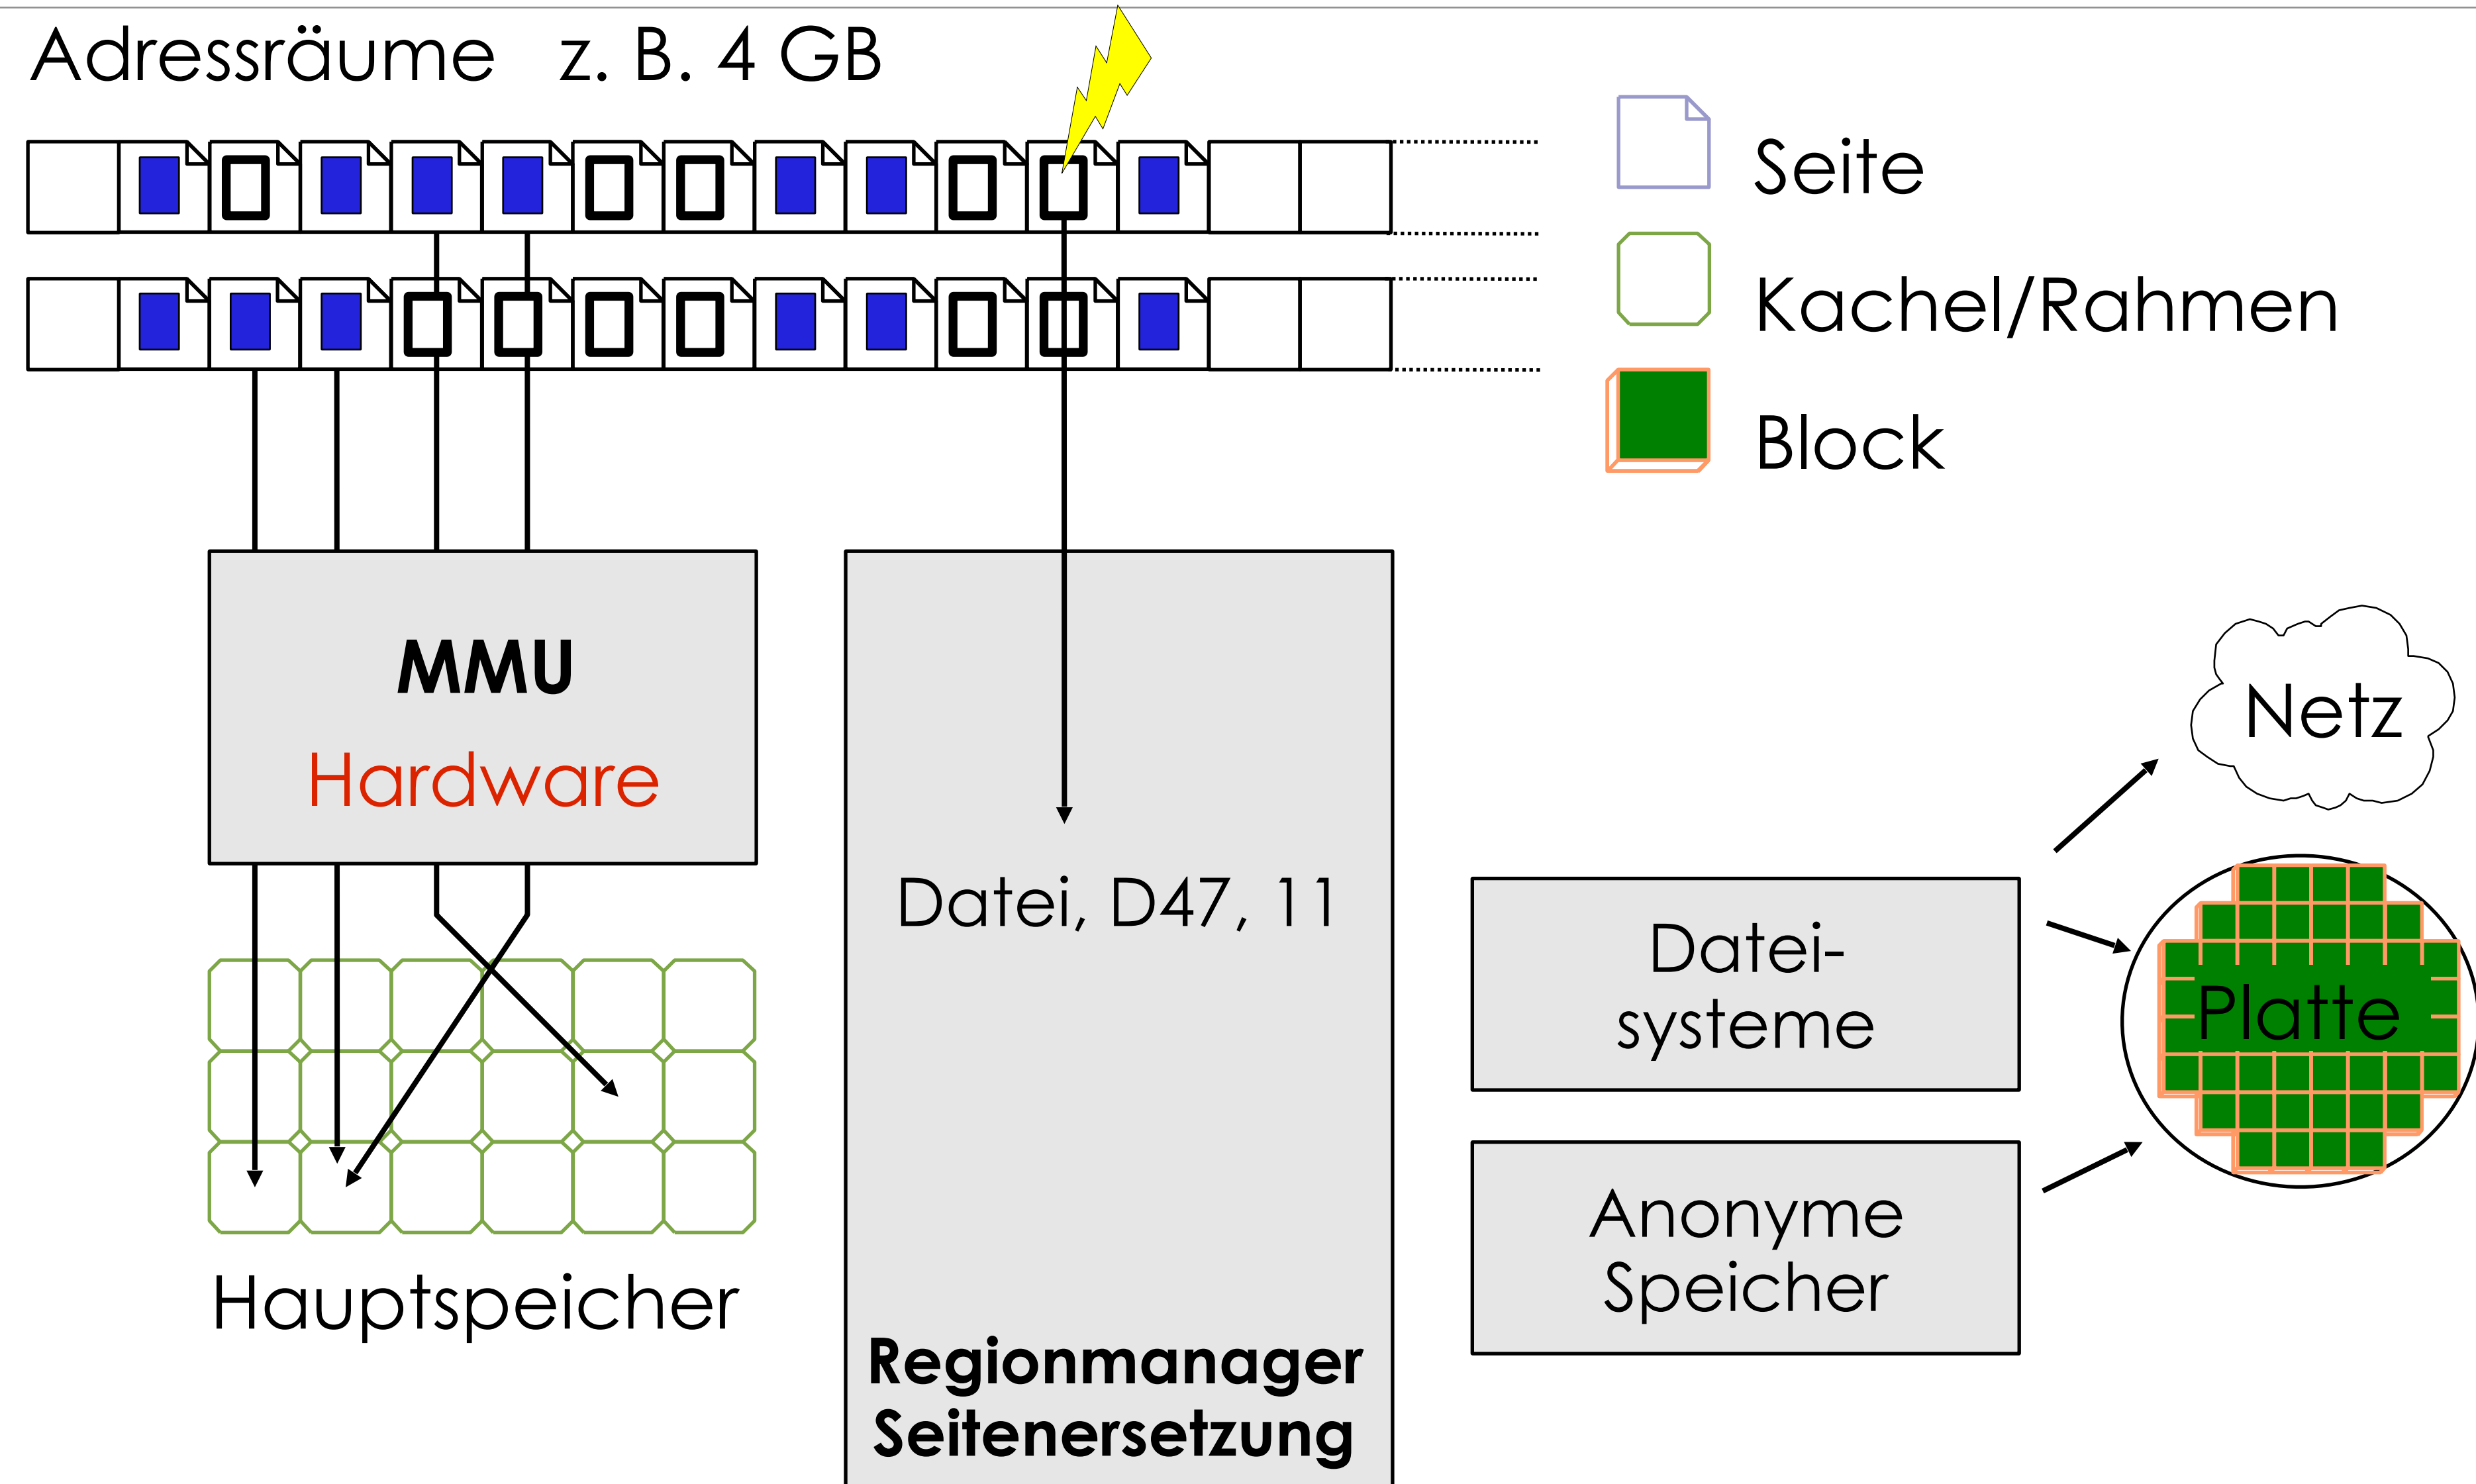 Adressräume z. B. 4 GB
Seite
Kachel/Rahmen
Block
MMU
Hardware
Netz
Datei, D47, 11
Datei-
systeme
Platte
Anonyme
Speicher
Hauptspeicher
Regionmanager
Seitenersetzung